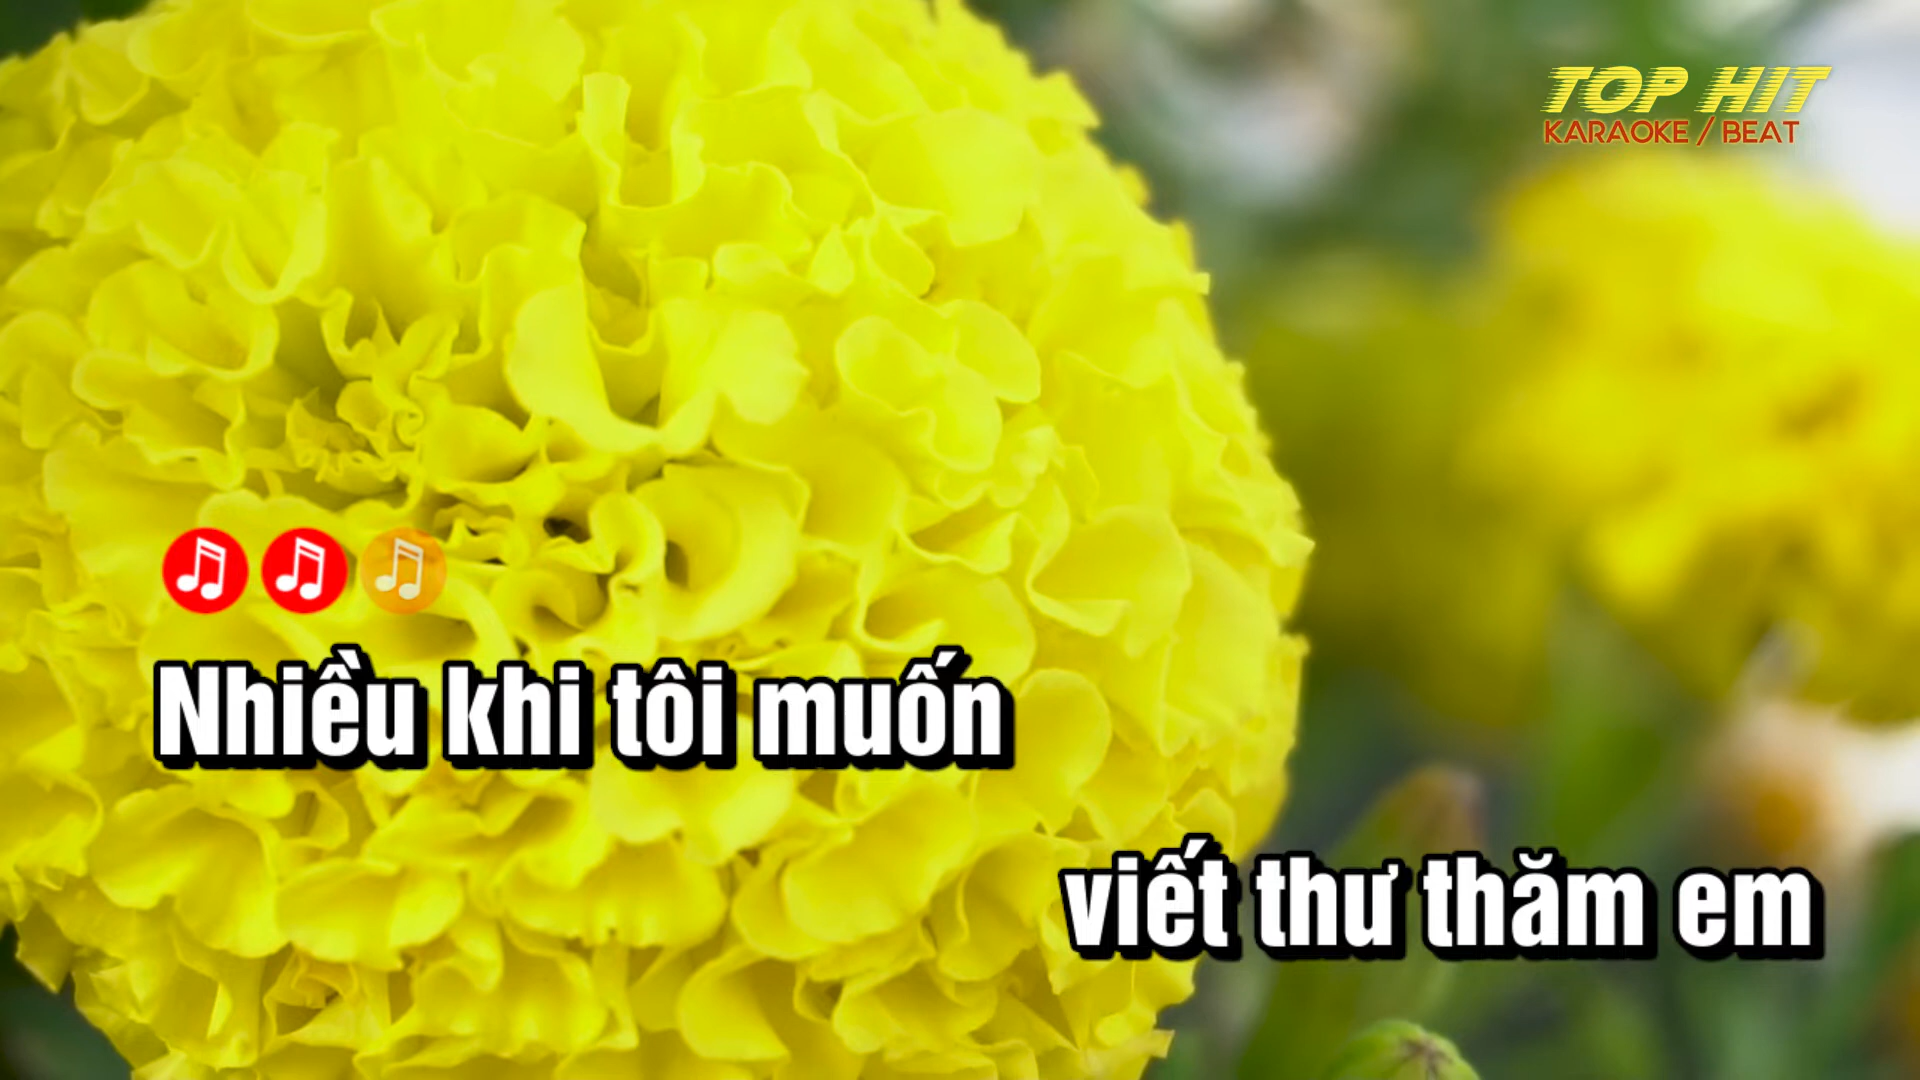 TOP HIT
KARAOKE / BEAT
Nhiều khi tôi muốn
viết thư thăm em